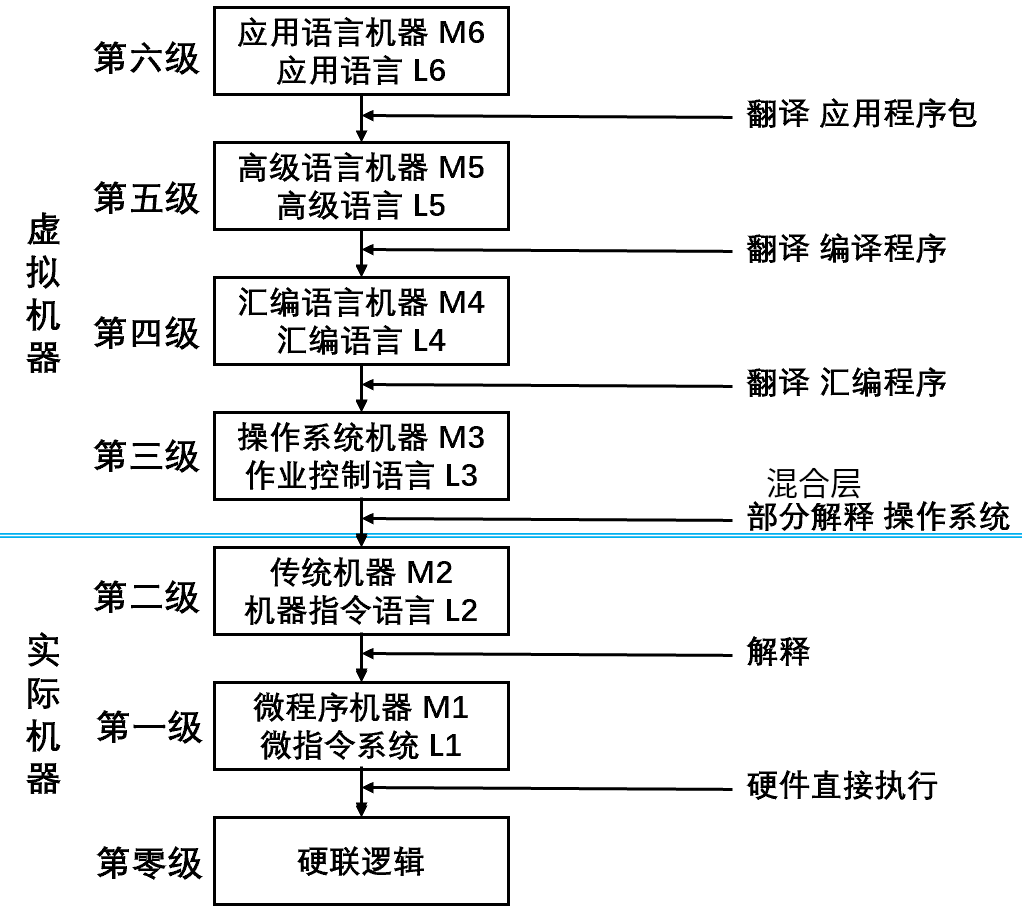 第六级
应用语言机器 M6
应用语言 L6
翻译 应用程序包
第五级
高级语言机器 M5
高级语言 L5
翻译 编译程序
虚拟机器
第四级
汇编语言机器 M4
汇编语言 L4
翻译 汇编程序
第三级
操作系统机器 M3
作业控制语言 L3
混合层
部分解释 操作系统
第二级
传统机器 M2
机器指令语言 L2
解释
实际机器
第一级
微程序机器 M1
微指令系统 L1
硬件直接执行
第零级
硬联逻辑